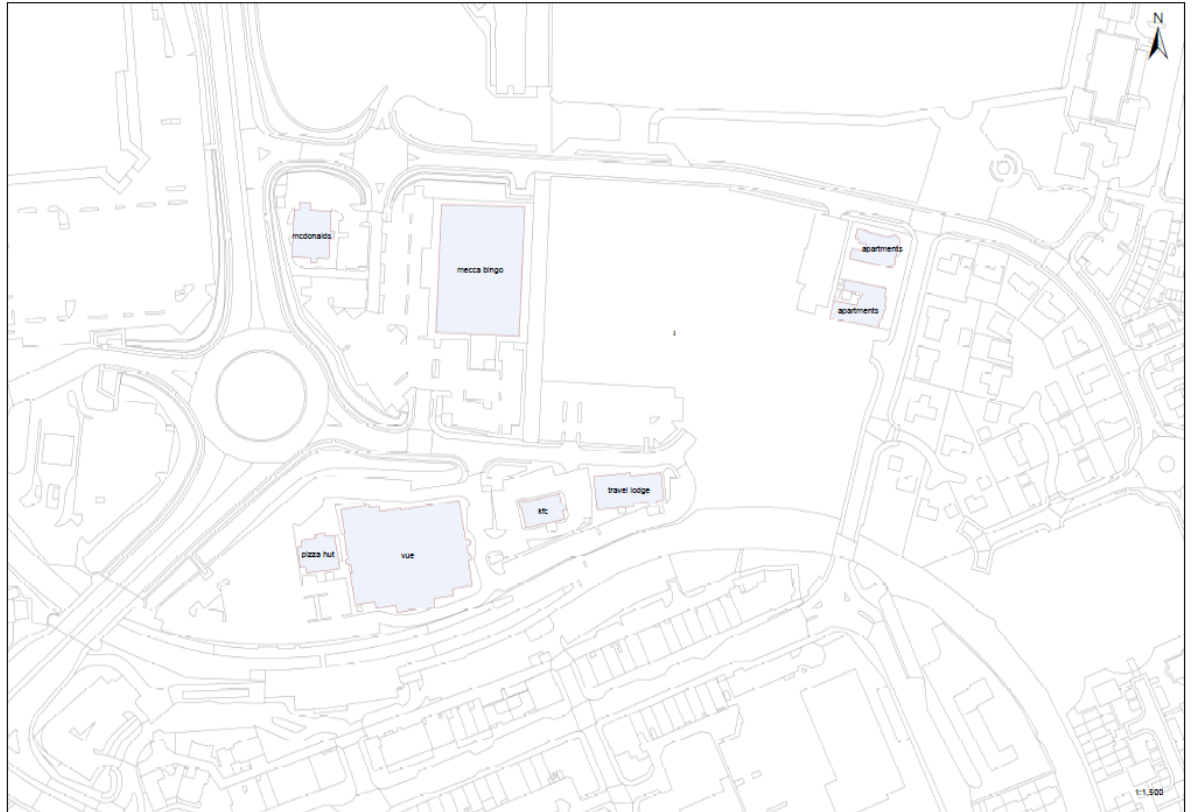 N
mcdonalds
mecca bingo
apartments
apartments
travel lodge
kfc
pizza hut
vue
1:1,500